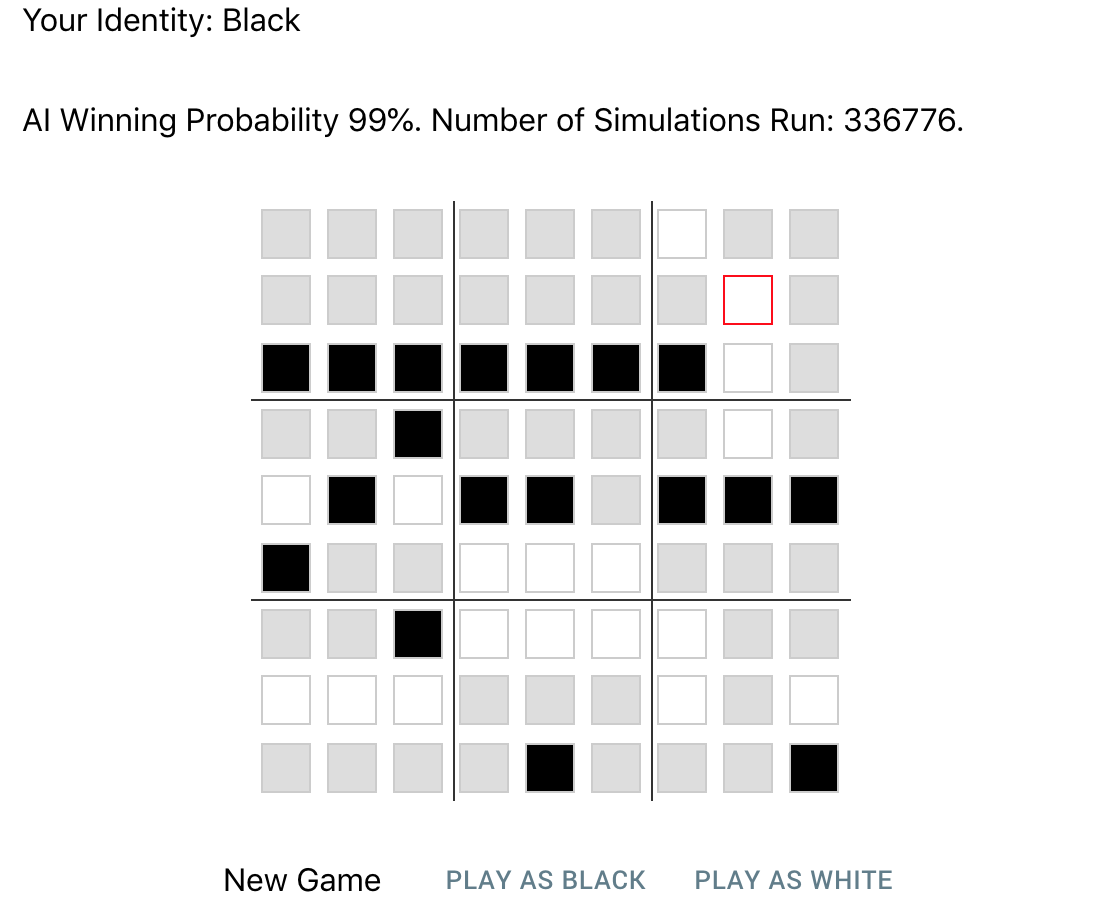 Your Identity: Black
AI Winning Probability 99%. Number of Simulations Run: 336776.
New Game PLAY AS BLACK PLAY AS WHITE